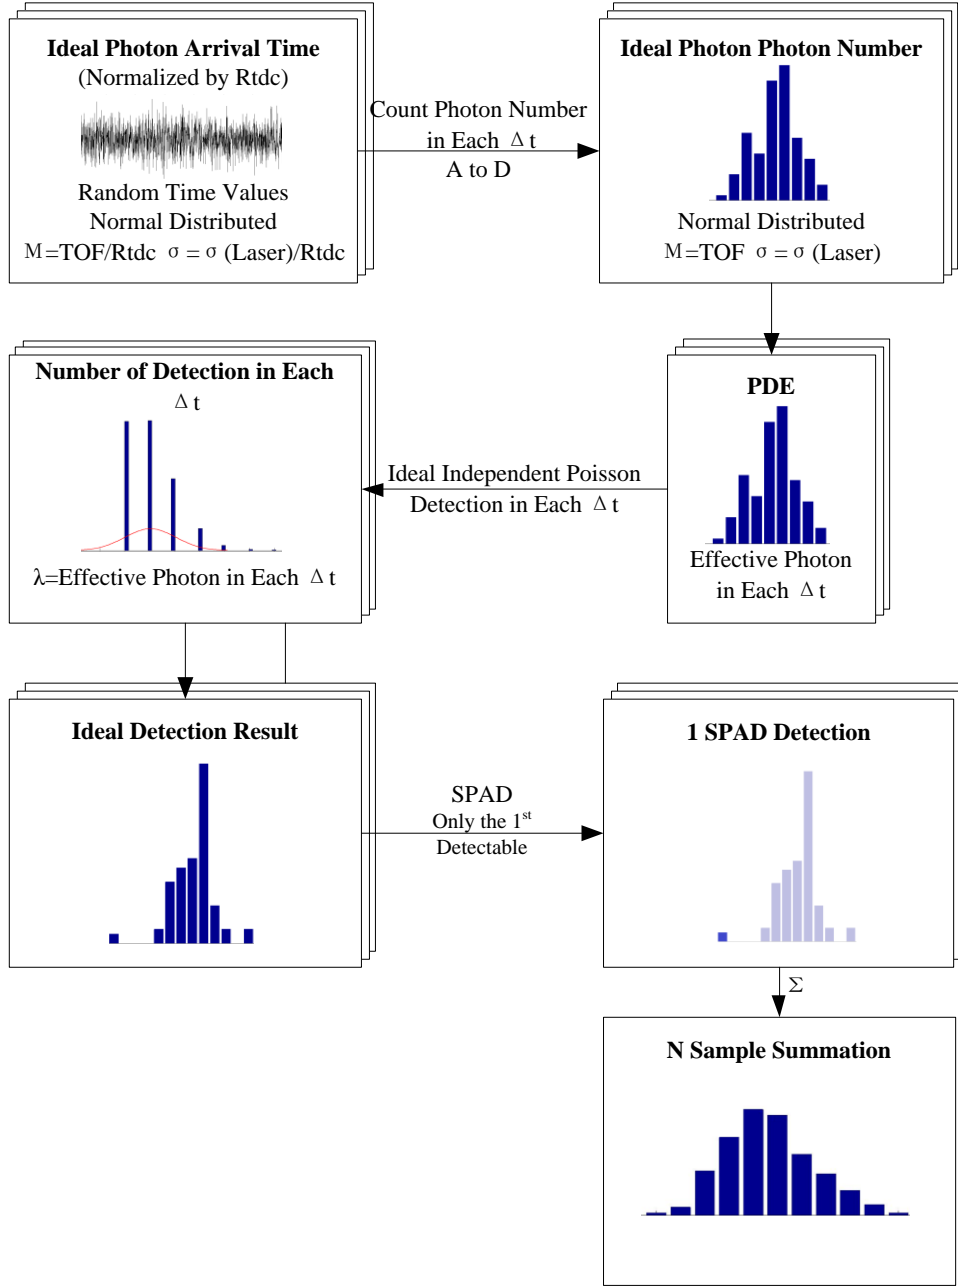 Ideal Photon Arrival Time
(Normalized by Rtdc)
Random Time Values
Normal Distributed
M=TOF/Rtdc σ = σ (Laser)/Rtdc
Count Photon Number
in Each Δ t
A to D
Ideal Photon Photon Number
Normal Distributed
M=TOF σ = σ (Laser)
PDE
Effective Photon
in Each Δ t
Ideal Independent Poisson
Detection in Each Δ t
Number of Detection in Each
Δ t
λ=Effective Photon in Each Δ t
Ideal Detection Result
SPAD
Only the 1st
Detectable
1 SPAD Detection
Σ
N Sample Summation